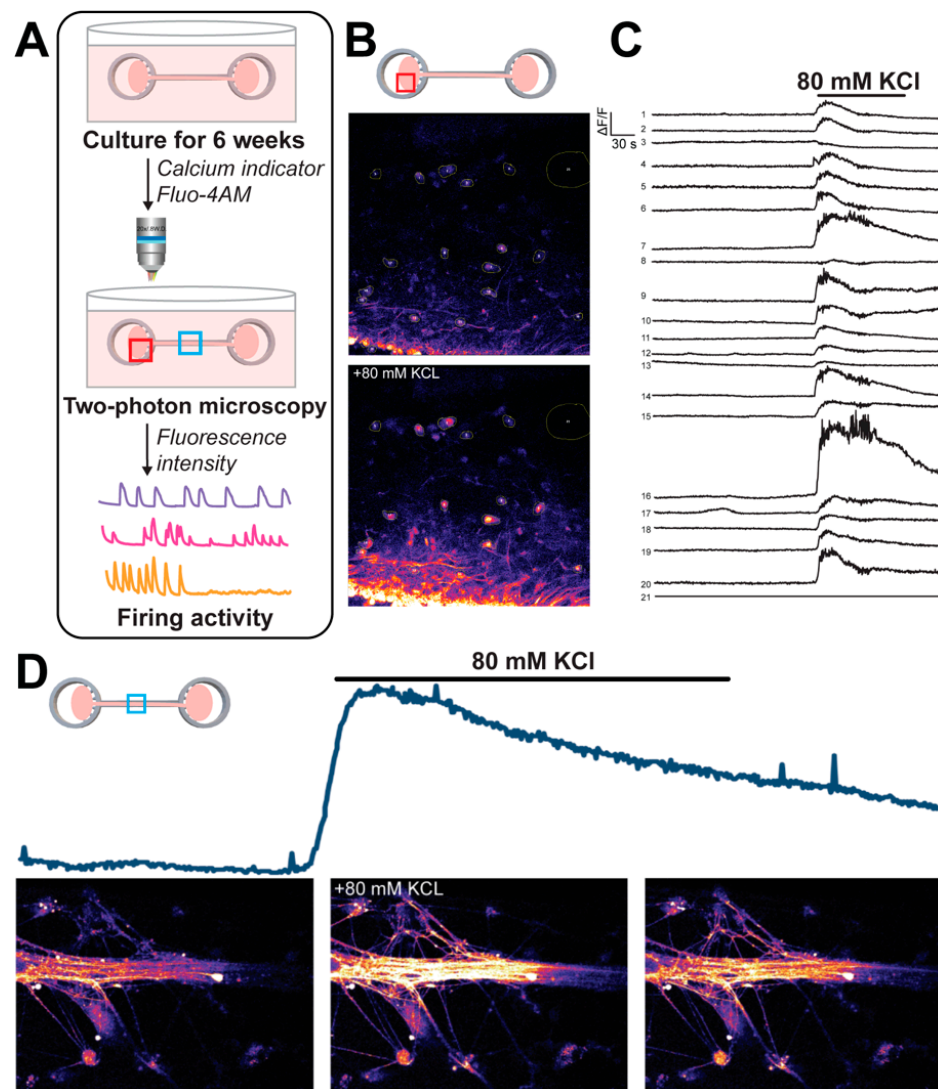 A
Culture for 6 weeks
Calcium indicator
Fluo-4AM
Two-photon microscopy
Fluorescence
intensity
Firing activity
B
+80 mM KCL
C
80 mM KCl
ΔF/F
30 s
1
2
3
4
5
6
7
8
9
10
11
12
13
14
15
16
17
18
19
20
21
D
80 mM KCl
+80 mM KCL